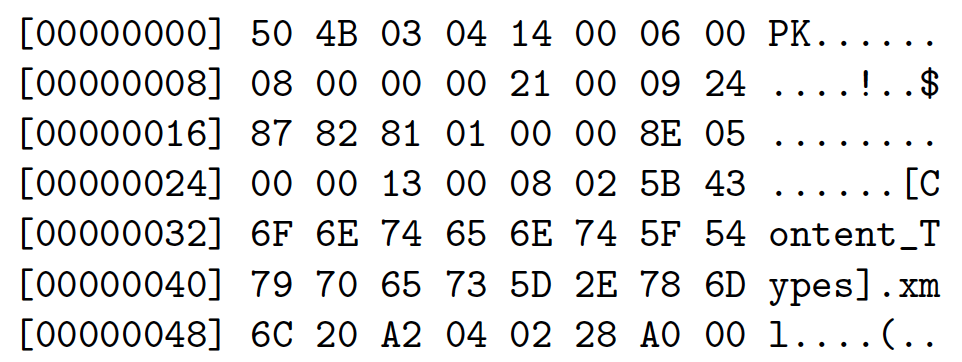 [00000000] 50 4B 03 04 14 00 06 00 PK......
[00000008] 08 00 00 00 21 00 09 24 ....!..$
[00000016] 87 82 81 01 00 00 8E 05 ........
[00000024] 00 00 13 00 08 02 5B 43 ......[C
[00000032] 6F 6E 74 65 6E 74 5F 54 ontent_T
[00000040] 79 70 65 73 5D 2E 78 6D ypes].xm
[00000048] 6C 20 A2 04 02 28 A0 00 l....(..